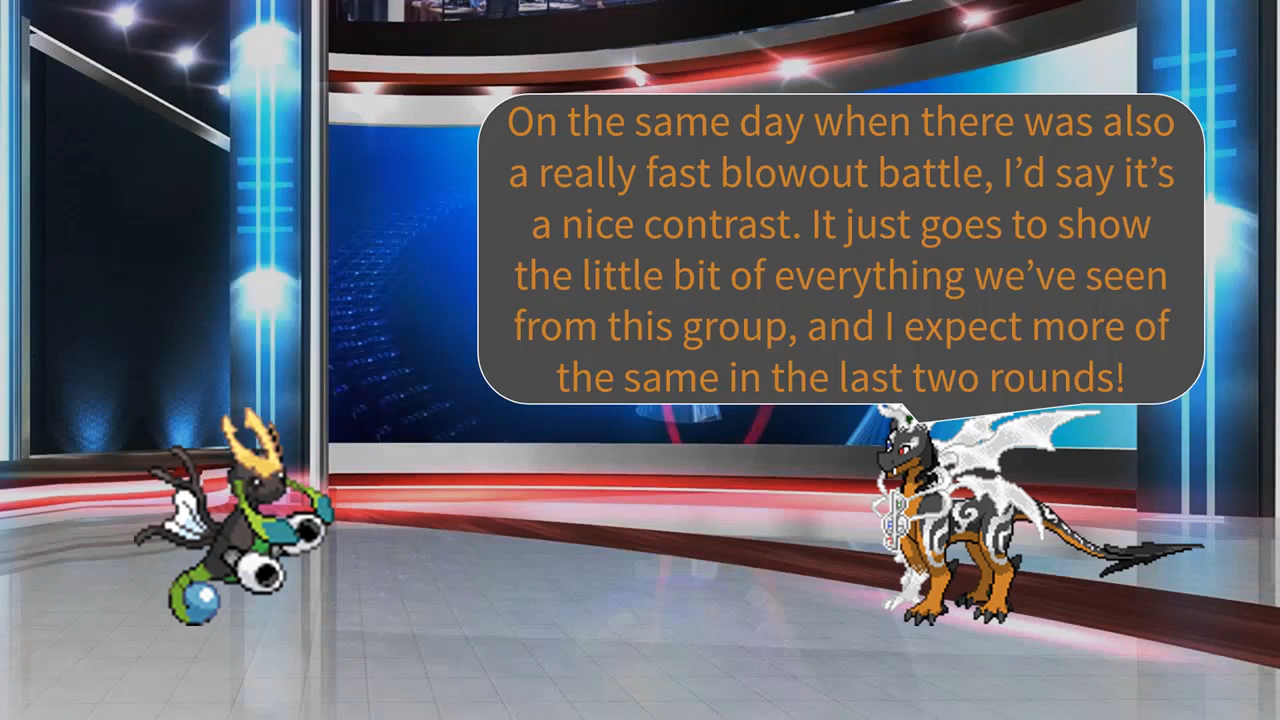 On the same day when there was also
a really fast blowout battle, I’d say it’s
a nice contrast. It just goes to show
the little bit of everything we’ve seen
from this group, and I expect more of
the same in the last two rounds!